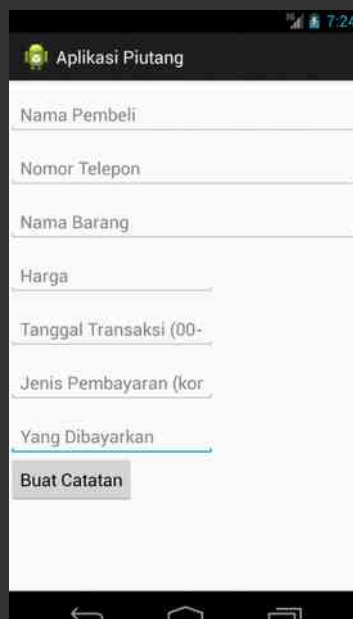 7:24
Aplikasi Piutang
Nama Pembeli
Nomor Telepon
Nama Barang
Harga
Tanggal Transaksi (00-
Jenis Pembayaran (kor
Yang Dibayarkan
Buat Catatan